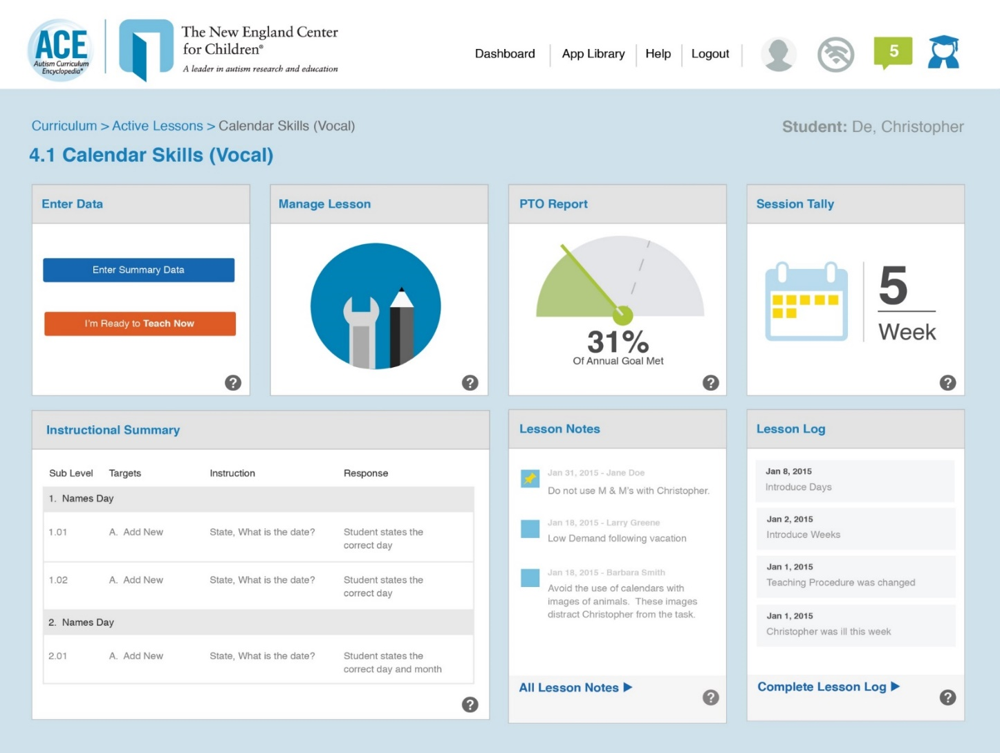 ACE
Autism Curriculum
Encyclopedia®
The New England Center
for Children®
A leader in autism research and education
Dashboard
App Library
Help
Logout
5
Curriculum > Active Lessons > Calendar Skills (Vocal)
Student: De, Christopher
4.1 Calendar Skills (Vocal)
Enter Data
Enter Summary Data
I'm Ready to Teach Now
?
Manage Lesson
?
PTO Report
31%
Of Annual Goal Met
?
Session Tally
5
Week
?
Instructional Summary
Sub Level Targets Instruction Response
1. Names Day
1.01 A. Add New State, What is the date? Student states the
correct day
1.02 A. Add New State, What is the date? Student states the
correct day
2. Names Day
2.01 A. Add New State, What is the date? Student states the
correct day and month
?
Lesson Notes
Jan 31, 2015 - Jane Doe
Do not use M & M's with Christopher.
Jan 18, 2015 - Larry Greene
Low Demand following vacation
Jan 18, 2015 - Barbara Smith
Avoid the use of calendars with
images of animals. These images
distract Christopher from the task.
All Lesson Notes
?
Lesson Log
Jan 8, 2015
Introduce Days
Jan 2, 2015
Introduce Weeks
Jan 1, 2015
Teaching Procedure was changed
Jan 1, 2015
Christopher was ill this week
Complete Lesson Log
?